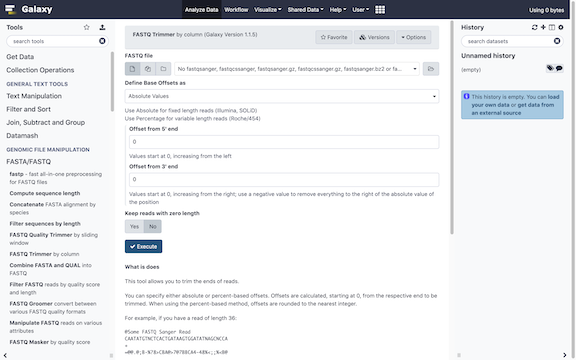 Galaxy
Analyze Data Workflow Visualize Shared Data Help User
Using 0 bytes
Tools
search tools
Get Data
Collection Operations
GENERAL TEXT TOOLS
Text Manipulation
Filter and Sort
Join, Subtract and Group
Datamash
GENOMIC FILE MANIPULATION
FASTA/FASTQ
fastp - fast all-in-one preprocessing
for FASTQ files
Compute sequence length
Concatenate FASTA alignment by
species
Filter sequences by length
FASTQ Quality Trimmer by sliding
window
FASTQ Trimmer by column
Combine FASTA and QUAL into
FASTQ
Filter FASTQ reads by quality score
and length
FASTQ Groomer convert between
various FASTQ quality formats
Manipulate FASTQ reads on various
attributes
FASTQ Masker by quality score
FASTQ Trimmer by column (Galaxy Version 1.1.5)
Favorite
Versions
Options
FASTQ file
No fastqsanger, fastqcssanger, fastqsanger.gz, fastqcssanger.gz, fastqsanger.bz2 or fa...
Define Base Offsets as
Absolute Values
Use Absolute for fixed length reads (Illumina, SOLiD)
Use Percentage for variable length reads (Roche/454)
Offset from 5' end
0
Values start at 0, increasing from the left
Offset from 3' end
0
Values start at 0, increasing from the right; use a negative value to remove everything to the right of the absolute value of
the position
Keep reads with zero length
Yes No
Execute
What is does
This tool allows you to trim the ends of reads.
You can specify either absolute or percent-based offsets. Offsets are calculated, starting at 0, from the respective end to be
trimmed. When using the percent-based method, offsets are rounded to the nearest integer.
For example, if you have a read of length 36:
@Some FASTQ Sanger Read
CAATATGTNCTCACTGATAAGTGGATATNAGCNCCA
+
History
search datasets
Unnamed history
(empty)
This history is empty. You can load
your own data or get data from
an external source